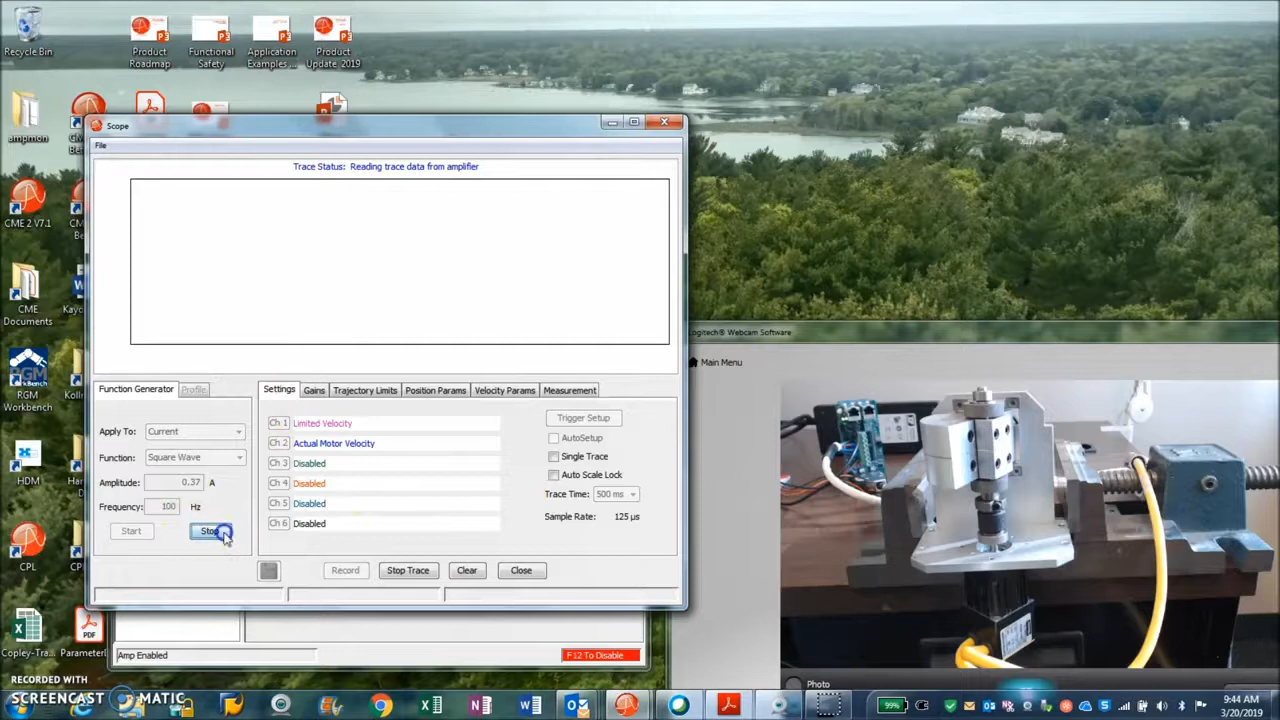 Recycle Bin
Product
Roadmap
Functional
Safety
Application
Examples ...
Product
Update_2019
ampmon
CME 2 V7.1
CME
Documents
RGM
Workbench
HDM
CPL
Copley-Tra...
Parameter
Scope
File
Trace Status: Reading trace data from amplifier
Function Generator
Profile
Settings
Gains
Trajectory Limits
Position Params
Velocity Params
Measurement
Apply To:
Current
Function:
Square Wave
Amplitude:
0.37
A
Frequency:
100
Hz
Start
Stop
Ch 1
Limited Velocity
Ch 2
Actual Motor Velocity
Ch 3
Disabled
Ch 4
Disabled
Ch 5
Disabled
Ch 6
Disabled
Trigger Setup
AutoSetup
Single Trace
Auto Scale Lock
Trace Time:
500 ms
Sample Rate:
125 µs
Record
Stop Trace
Clear
Close
Amp Enabled
F12 To Disable
Logitech® Webcam Software
Main Menu
Photo
RECORDED WITH
SCREENCAST MATIC
99%
9:44 AM
3/20/2019